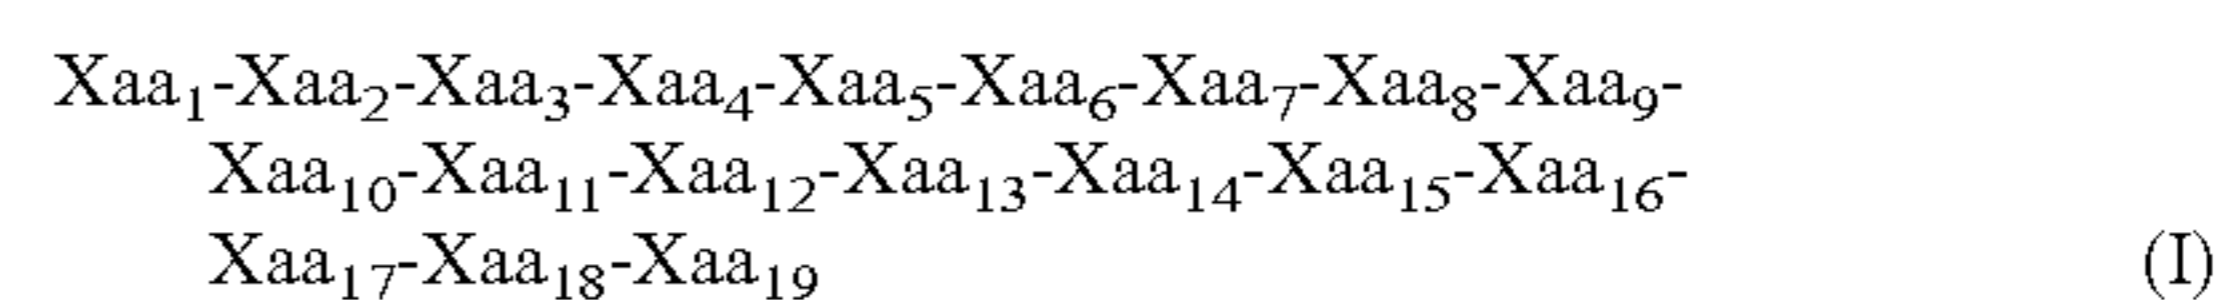 Xaa₁-Xaa₂-Xaa₃-Xaa₄-Xaa₅-Xaa₆-Xaa₇-Xaa₈-Xaa₉-
Xaa₁₀-Xaa₁₁-Xaa₁₂-Xaa₁₃-Xaa₁₄-Xaa₁₅-Xaa₁₆-
Xaa₁₇-Xaa₁₈-Xaa₁₉ (I)